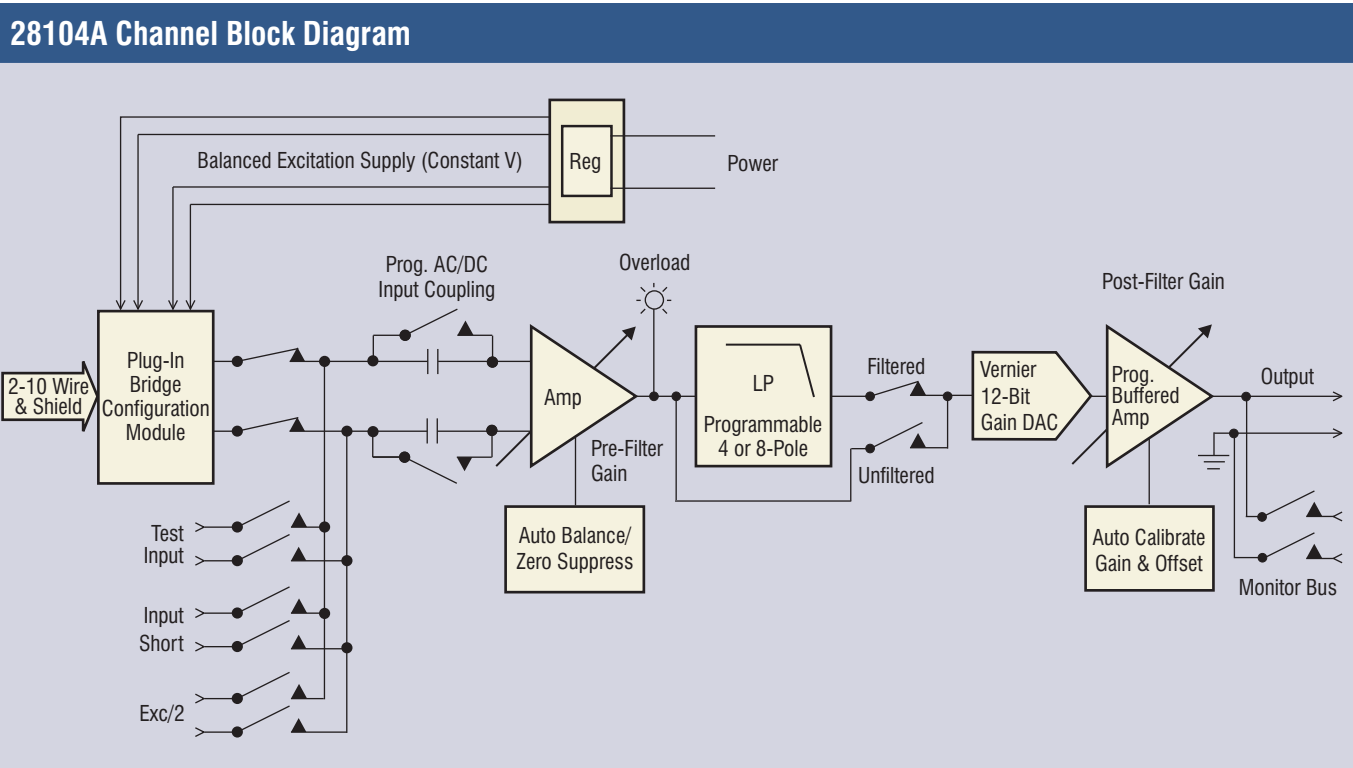 28104A Channel Block Diagram
Balanced Excitation Supply (Constant V)
Reg
Power
Prog. AC/DC
Input Coupling
Overload
Post-Filter Gain
2-10 Wire
& Shield
Plug-In
Bridge
Configuration
Module
Amp
Pre-Filter
Gain
LP
Programmable
4 or 8-Pole
Filtered
Unfiltered
Vernier
12-Bit
Gain DAC
Prog.
Buffered
Amp
Output
Test
Input
Input
Short
Exc/2
Auto Balance/
Zero Suppress
Auto Calibrate
Gain & Offset
Monitor Bus